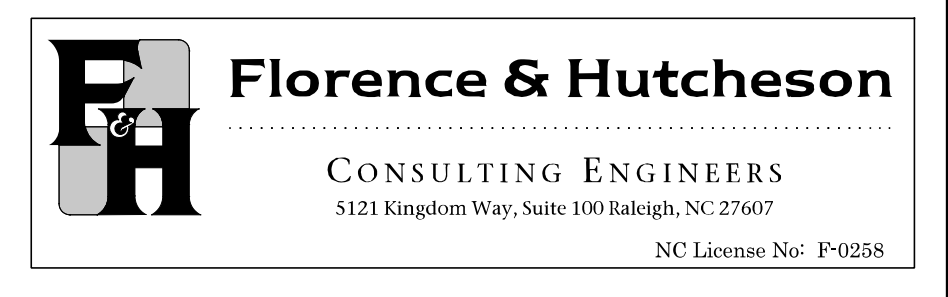 F&H
Florence & Hutcheson
CONSULTING ENGINEERS
5121 Kingdom Way, Suite 100 Raleigh, NC 27607
NC License No: F-0258